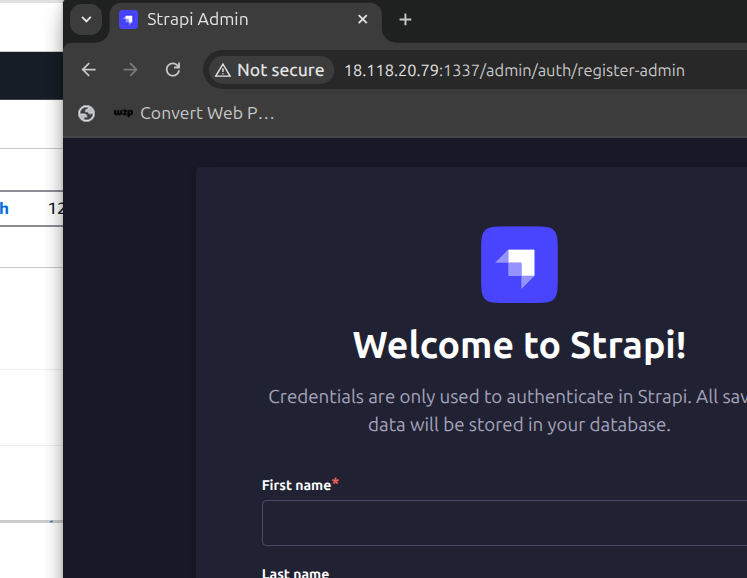 Strapi Admin
Not secure 18.118.20.79:1337/admin/auth/register-admin
w2p Convert Web P…
h 12
Welcome to Strapi!
Credentials are only used to authenticate in Strapi. All sav
data will be stored in your database.
First name*
Last name